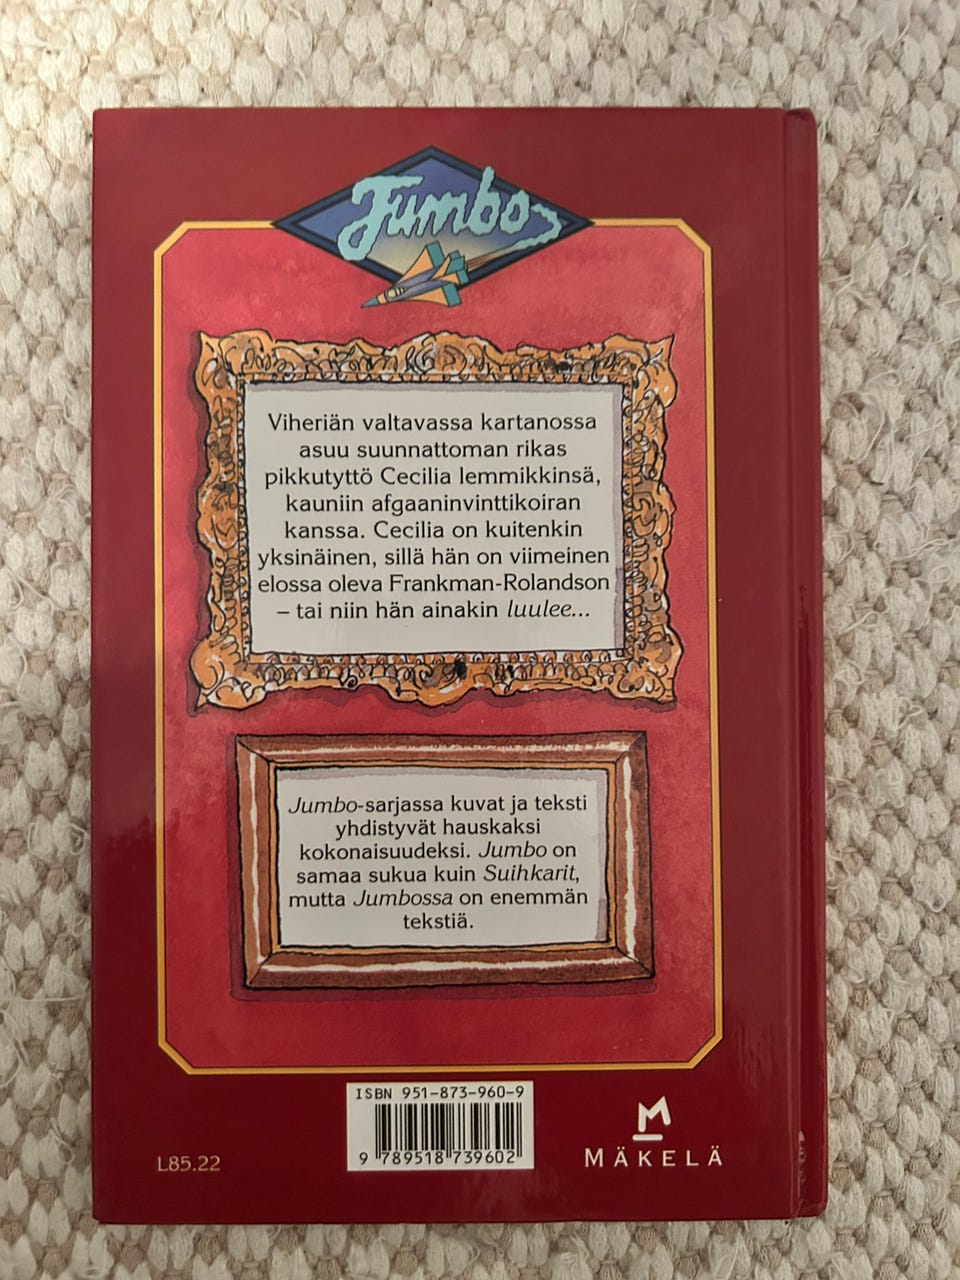 Jumbo
Viheriän valtavassa kartanossa
asuu suunnattoman rikas
pikkutyttö Cecilia lemmikkinsä,
kauniin afgaaninvinttikoiran
kanssa. Cecilia on kuitenkin
yksinäinen, sillä hän on viimeinen
elossa oleva Frankman-Rolandson
– tai niin hän ainakin luulee...
Jumbo-sarjassa kuvat ja teksti
yhdistyvät hauskaksi
kokonaisuudeksi. Jumbo on
samaa sukua kuin Suihkarit,
mutta Jumbossa on enemmän
tekstiä.
ISBN 951-873-960-9
9 789518 739602
L85.22
M
MÄKELÄ